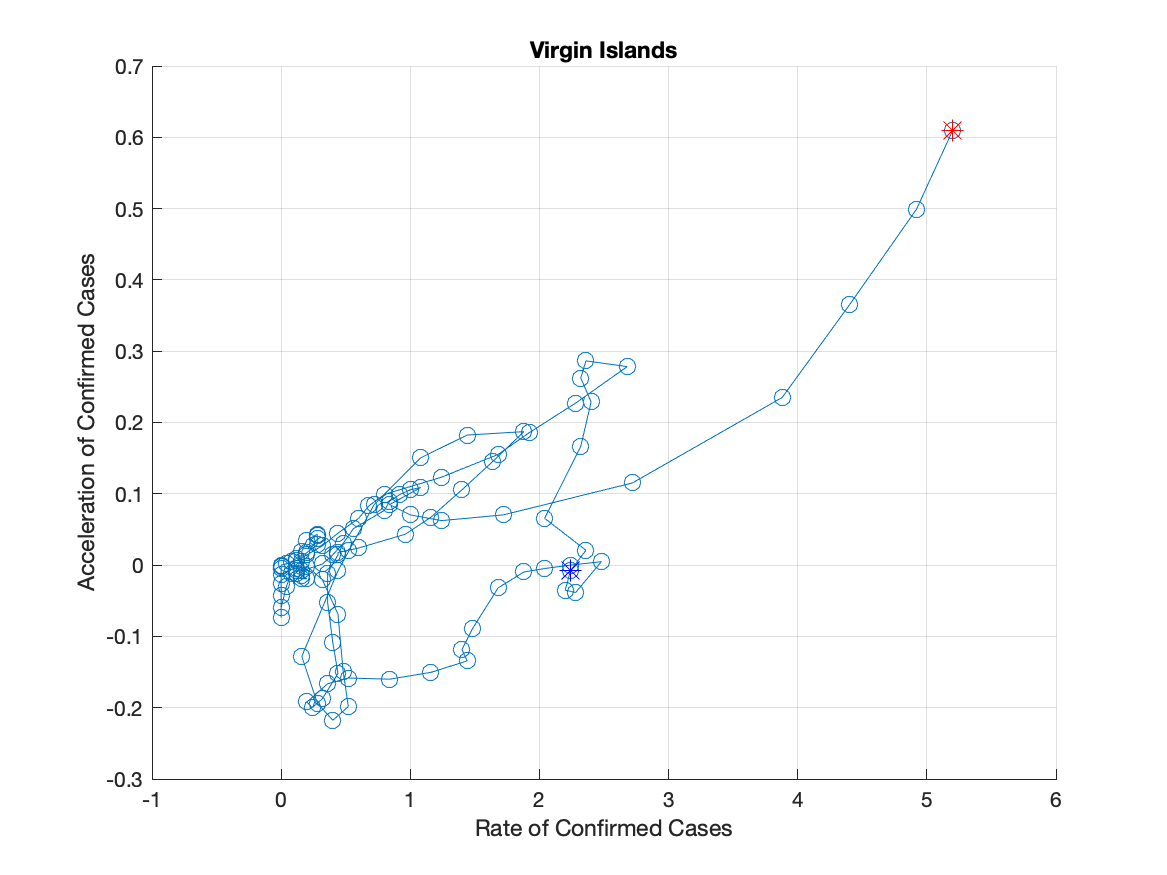 Virgin Islands
0.7
0.6
0.5
0.4
0.3
0.2
0.1
0
-0.1
-0.2
-0.3
Acceleration of Confirmed Cases
-1 0 1 2 3 4 5 6
Rate of Confirmed Cases